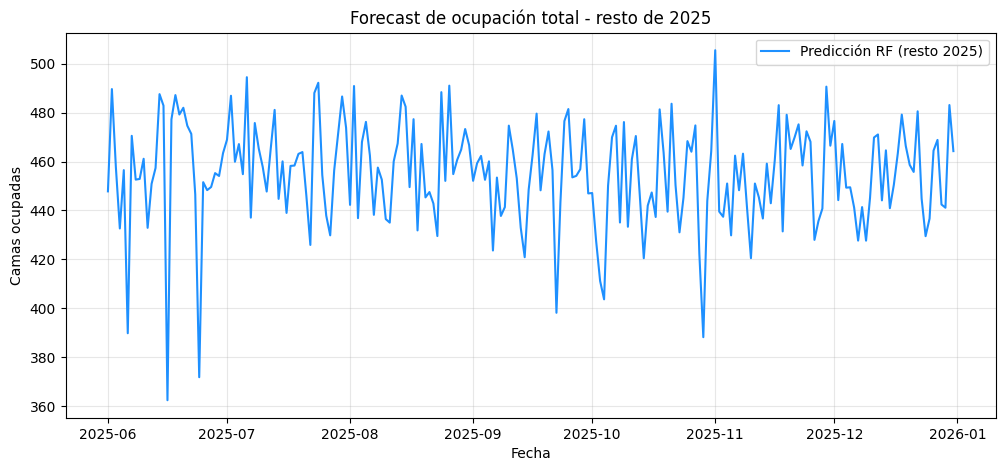 Forecast de ocupación total - resto de 2025
Predicción RF (resto 2025)
Camas ocupadas
500
480
460
440
420
400
380
360
2025-06 2025-07 2025-08 2025-09 2025-10 2025-11 2025-12 2026-01
Fecha